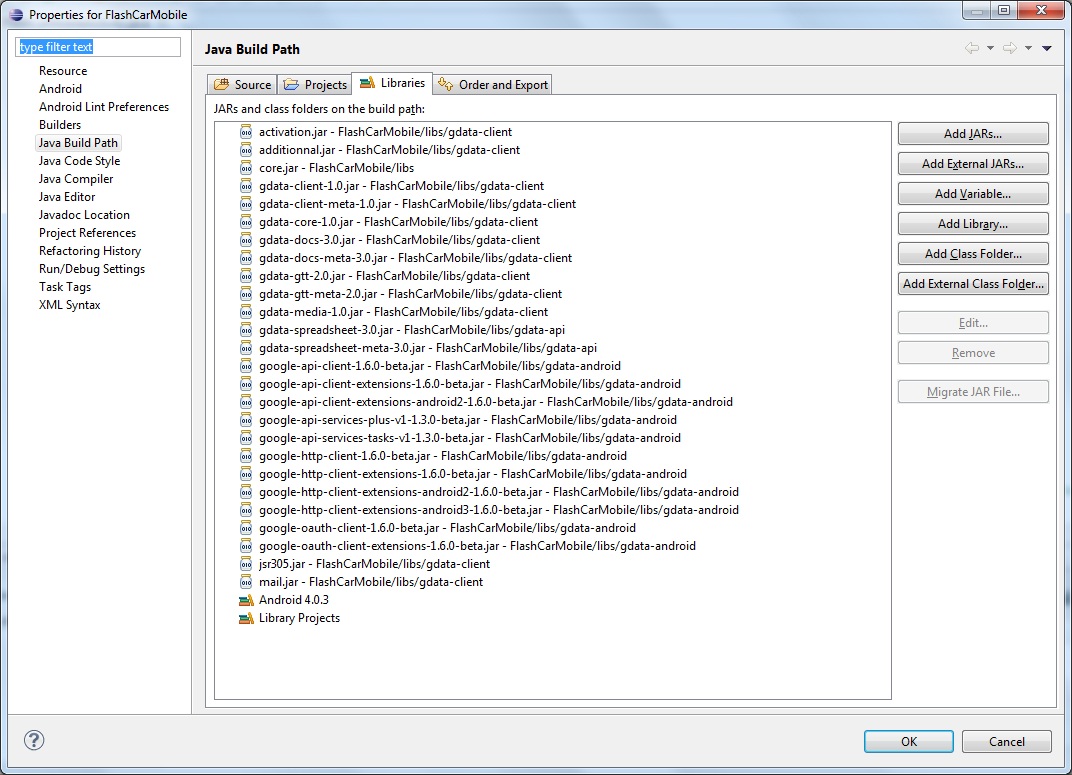 Properties for FlashCarMobile
type filter text
Resource
Android
Android Lint Preferences
Builders
Java Build Path
Java Code Style
Java Compiler
Java Editor
Javadoc Location
Project References
Refactoring History
Run/Debug Settings
Task Tags
XML Syntax
Java Build Path
Source Projects Libraries Order and Export
JARs and class folders on the build path:
activation.jar - FlashCarMobile/libs/gdata-client
additionnal.jar - FlashCarMobile/libs/gdata-client
core.jar - FlashCarMobile/libs
gdata-client-1.0.jar - FlashCarMobile/libs/gdata-client
gdata-client-meta-1.0.jar - FlashCarMobile/libs/gdata-client
gdata-core-1.0.jar - FlashCarMobile/libs/gdata-client
gdata-docs-3.0.jar - FlashCarMobile/libs/gdata-client
gdata-docs-meta-3.0.jar - FlashCarMobile/libs/gdata-client
gdata-gtt-2.0.jar - FlashCarMobile/libs/gdata-client
gdata-gtt-meta-2.0.jar - FlashCarMobile/libs/gdata-client
gdata-media-1.0.jar - FlashCarMobile/libs/gdata-client
gdata-spreadsheet-3.0.jar - FlashCarMobile/libs/gdata-api
gdata-spreadsheet-meta-3.0.jar - FlashCarMobile/libs/gdata-api
google-api-client-1.6.0-beta.jar - FlashCarMobile/libs/gdata-android
google-api-client-extensions-1.6.0-beta.jar - FlashCarMobile/libs/gdata-android
google-api-client-extensions-android2-1.6.0-beta.jar - FlashCarMobile/libs/gdata-android
google-api-services-plus-v1-1.3.0-beta.jar - FlashCarMobile/libs/gdata-android
google-api-services-tasks-v1-1.3.0-beta.jar - FlashCarMobile/libs/gdata-android
google-http-client-1.6.0-beta.jar - FlashCarMobile/libs/gdata-android
google-http-client-extensions-1.6.0-beta.jar - FlashCarMobile/libs/gdata-android
google-http-client-extensions-android2-1.6.0-beta.jar - FlashCarMobile/libs/gdata-android
google-http-client-extensions-android3-1.6.0-beta.jar - FlashCarMobile/libs/gdata-android
google-oauth-client-1.6.0-beta.jar - FlashCarMobile/libs/gdata-android
google-oauth-client-extensions-1.6.0-beta.jar - FlashCarMobile/libs/gdata-android
jsr305.jar - FlashCarMobile/libs/gdata-client
mail.jar - FlashCarMobile/libs/gdata-client
Android 4.0.3
Library Projects
Add JARs...
Add External JARs...
Add Variable...
Add Library...
Add Class Folder...
Add External Class Folder...
Edit...
Remove
Migrate JAR File...
OK
Cancel